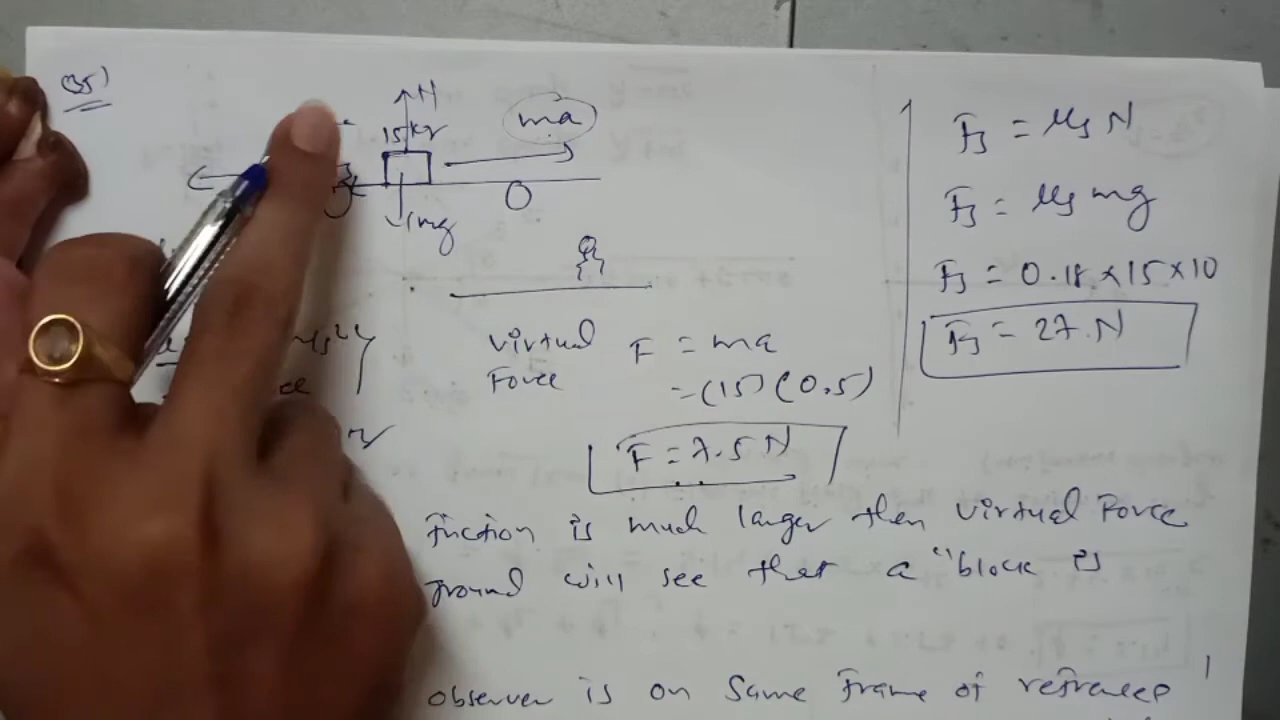 Q5)
N
15kg
ma
mg
Virtual F = ma
Force = (15) (0.5)
F = 7.5 N
Fs = μs N
Fs = μs mg
Fs = 0.18 × 15 × 10
Fs = 27.N
Friction is much larger then virtual Force
ground will see that a "block is
observer is on same frame of